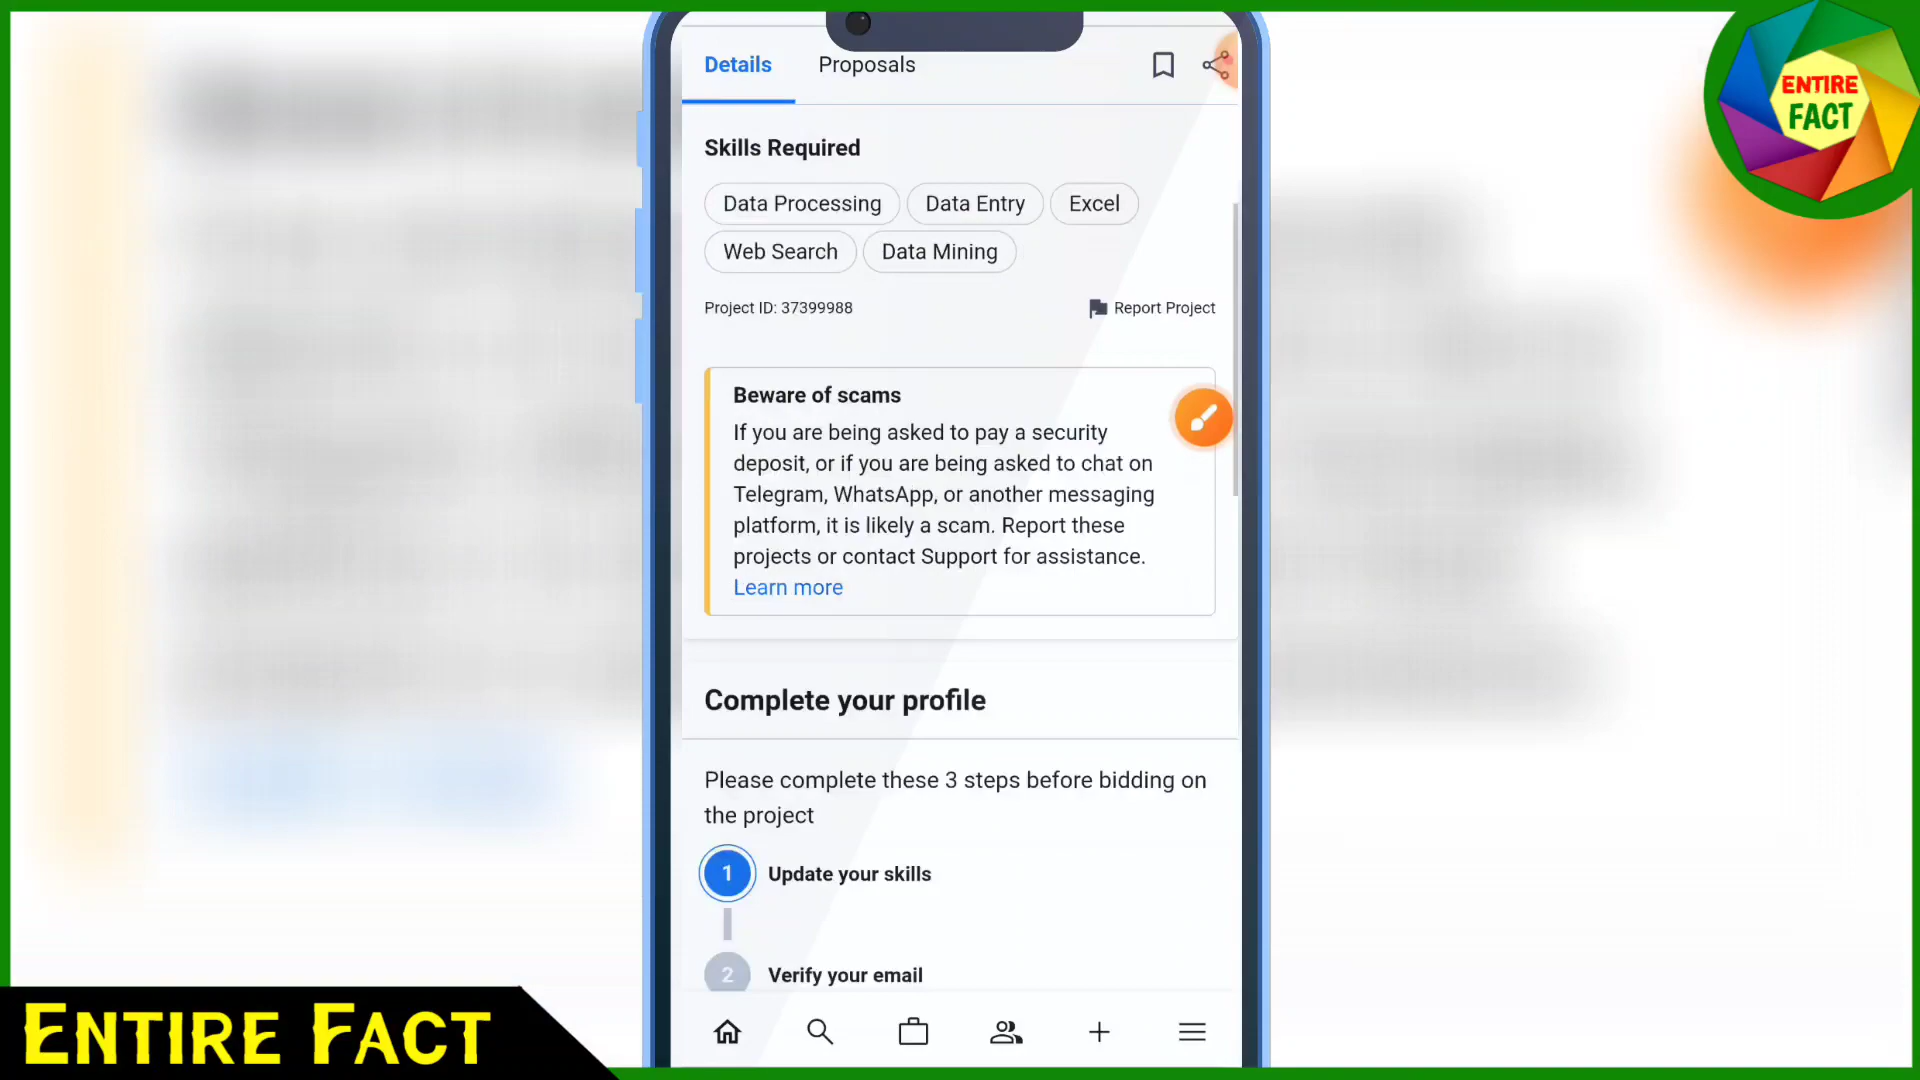 Details
Proposals
ENTIRE
FACT
Skills Required
Data Processing
Data Entry
Excel
Web Search
Data Mining
Project ID: 37399988
Report Project
Beware of scams
If you are being asked to pay a security
deposit, or if you are being asked to chat on
Telegram, WhatsApp, or another messaging
platform, it is likely a scam. Report these
projects or contact Support for assistance.
Learn more
Complete your profile
Please complete these 3 steps before bidding on
the project
1 Update your skills
2 Verify your email
ENTIRE FACT